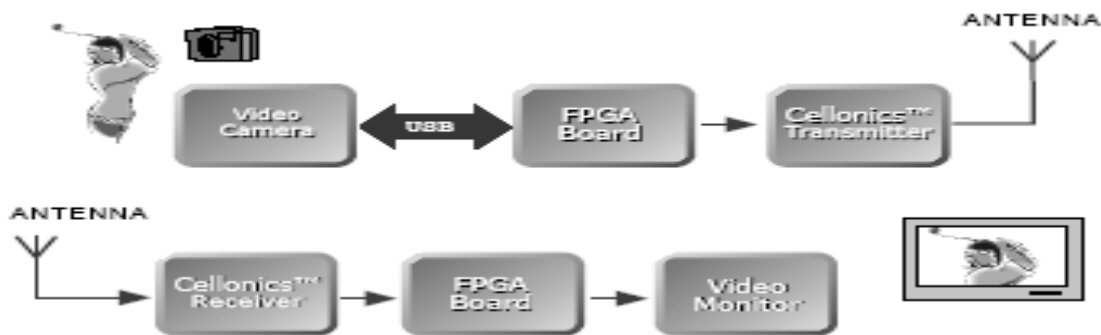 ANTENNA
Video
Camera
USB
FPGA
Board
Cellonics™
Transmitter
ANTENNA
Cellonics™
Receiver
FPGA
Board
Video
Monitor